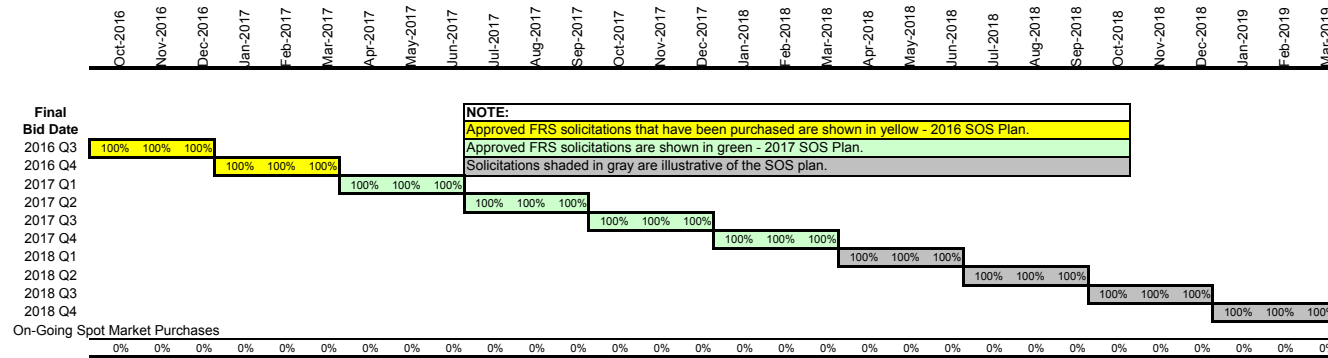 Oct-2016 Nov-2016 Dec-2016 Jan-2017 Feb-2017 Mar-2017 Apr-2017 May-2017 Jun-2017 Jul-2017 Aug-2017 Sep-2017 Oct-2017 Nov-2017 Dec-2017 Jan-2018 Feb-2018 Mar-2018 Apr-2018 May-2018 Jun-2018 Jul-2018 Aug-2018 Sep-2018 Oct-2018 Nov-2018 Dec-2018 Jan-2019 Feb-2019 Mar-2019
Final NOTE:
Bid Date Approved FRS solicitations that have been purchased are shown in yellow - 2016 SOS Plan.
2016 Q3 100% 100% 100% Approved FRS solicitations are shown in green - 2017 SOS Plan.
2016 Q4 100% 100% 100% Solicitations shaded in gray are illustrative of the SOS plan.
2017 Q1 100% 100% 100%
2017 Q2 100% 100% 100%
2017 Q3 100% 100% 100%
2017 Q4 100% 100% 100%
2018 Q1 100% 100% 100%
2018 Q2 100% 100% 100%
2018 Q3 100% 100% 100%
2018 Q4 100% 100% 100%
On-Going Spot Market Purchases
0% 0% 0% 0% 0% 0% 0% 0% 0% 0% 0% 0% 0% 0% 0% 0% 0% 0% 0% 0% 0% 0% 0% 0% 0% 0% 0% 0% 0% 0%